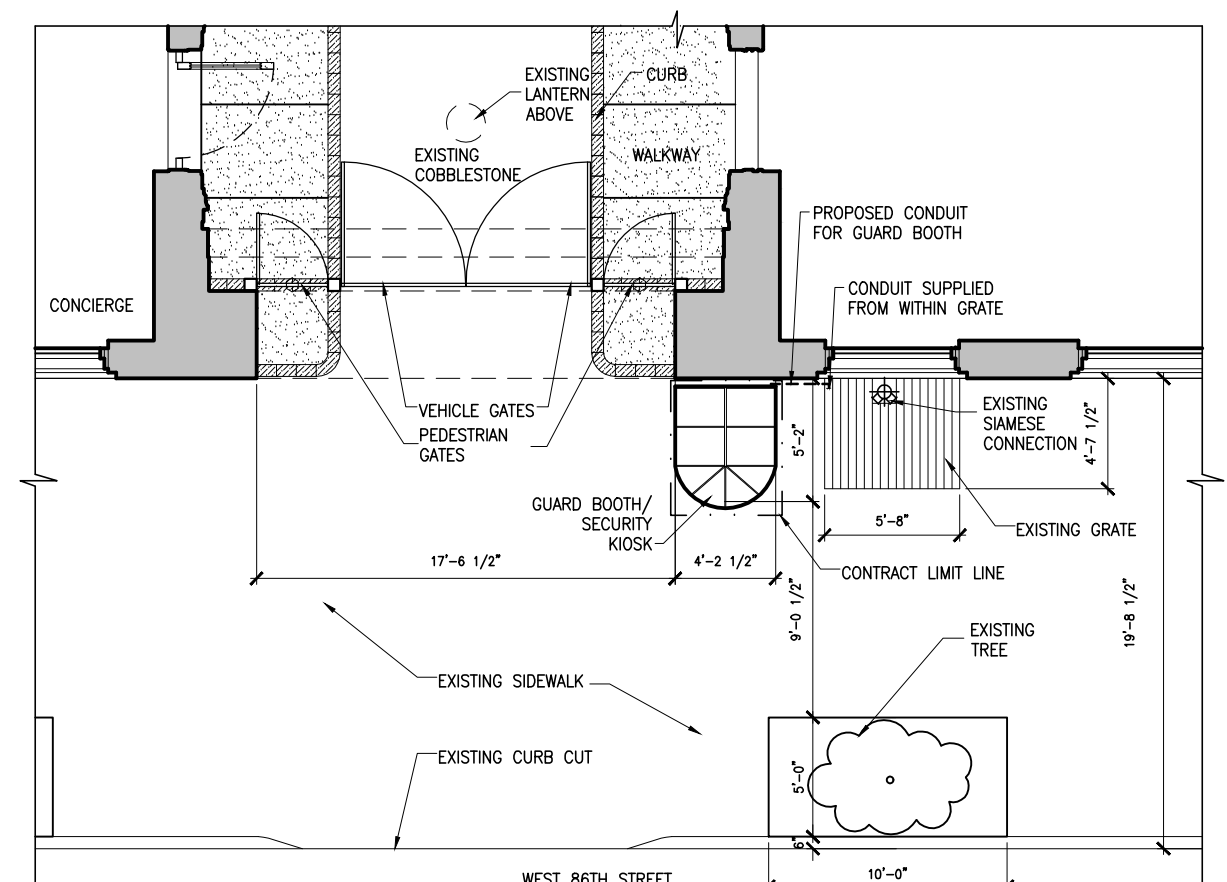 EXISTING
LANTERN
ABOVE
CURB
EXISTING
COBBLESTONE
WALKWAY
PROPOSED CONDUIT
FOR GUARD BOOTH
CONCIERGE
CONDUIT SUPPLIED
FROM WITHIN GRATE
VEHICLE GATES
PEDESTRIAN
GATES
EXISTING
SIAMESE
CONNECTION
5'-2"
4'-7 1/2"
GUARD BOOTH/
SECURITY
KIOSK
5'-8"
EXISTING GRATE
17'-6 1/2"
4'-2 1/2"
CONTRACT LIMIT LINE
9'-0 1/2"
19'-8 1/2"
EXISTING
TREE
EXISTING SIDEWALK
EXISTING CURB CUT
5'-0"
6"
WEST 86TH STREET
10'-0"